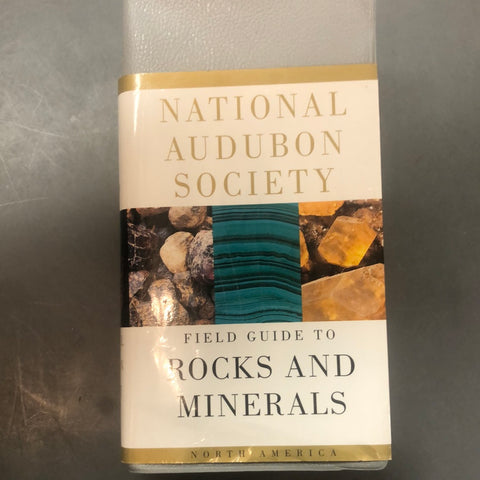 NATIONAL
AUDUBON
SOCIETY
FIELD GUIDE TO
ROCKS AND
MINERALS
NORTH AMERICA